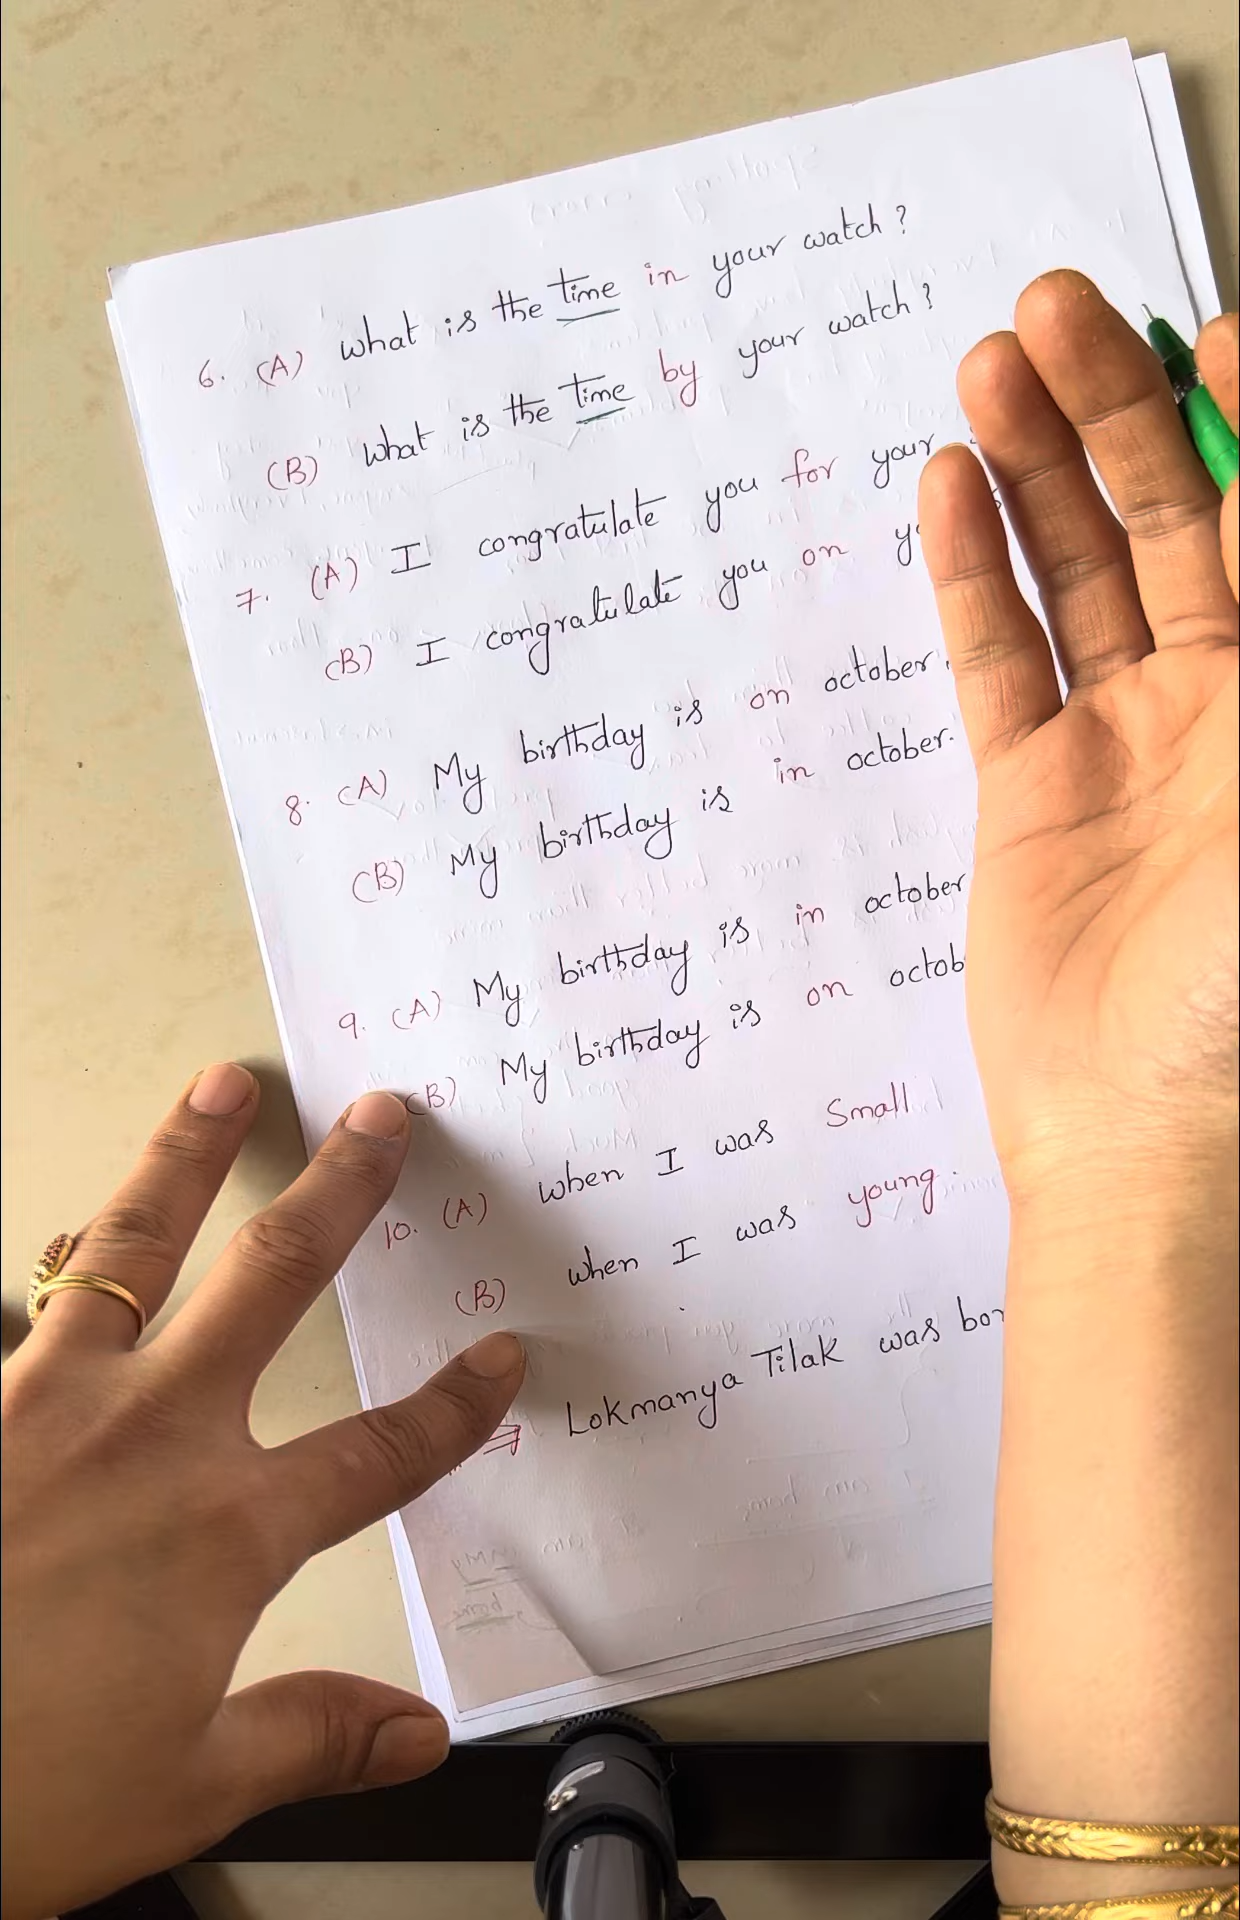 6. (A) what is the time in your watch?
(B) what is the time by your watch?
7. (A) I congratulate you for your
(B) I congratulate you on
8. (A) My birthday is on october.
(B) My birthday is in october.
9. (A) My birthday is in october
(B) My birthday is on
10. (A) when I was Small.
(B) when I was young.
⇒ Lokmanya Tilak was